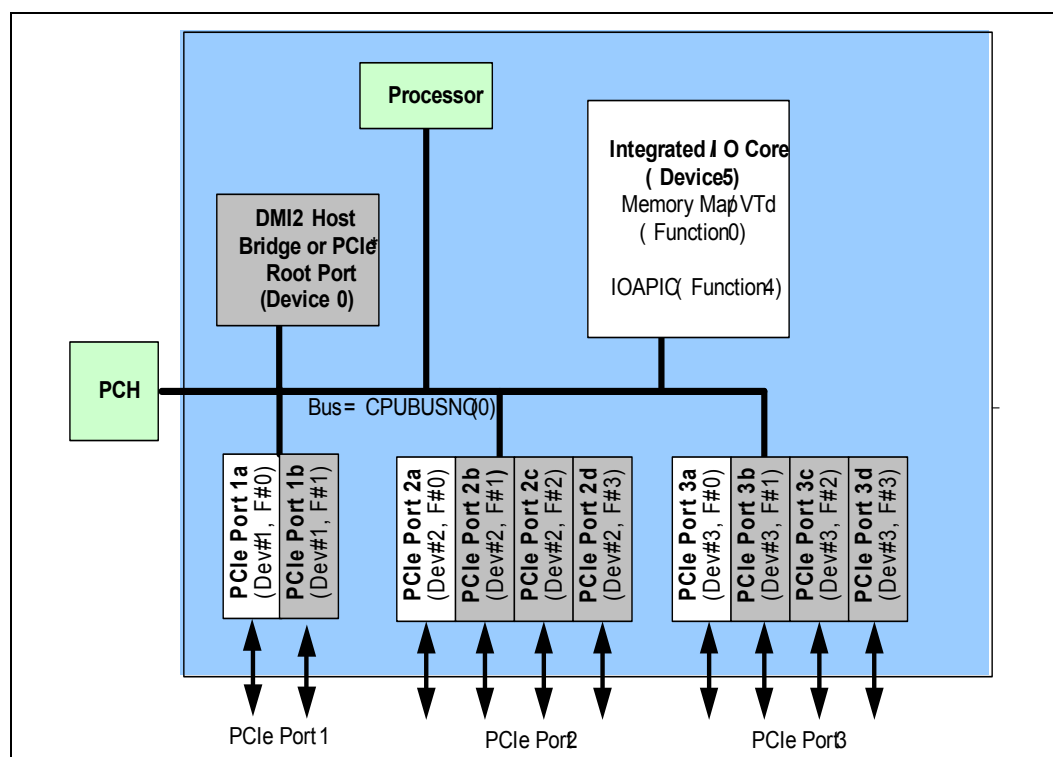 Processor
Integrated I/O Core
( Device5)
Memory Map/VTd
( Function0)
IOAPIC( Function4)
DMI2 Host
Bridge or PCIe*
Root Port
(Device 0)
PCH
Bus= CPUBUSNO(0)
PCIe Port 1a
(Dev#1, F#0)
PCIe Port 1b
(Dev#1, F#1)
PCIe Port 2a
(Dev#2, F#0)
PCIe Port 2b
(Dev#2, F#1)
PCIe Port 2c
(Dev#2, F#2)
PCIe Port 2d
(Dev#2, F#3)
PCIe Port 3a
(Dev#3, F#0)
PCIe Port 3b
(Dev#3, F#1)
PCIe Port 3c
(Dev#3, F#2)
PCIe Port 3d
(Dev#3, F#3)
PCIe Port 1
PCIe Port2
PCIe Port3